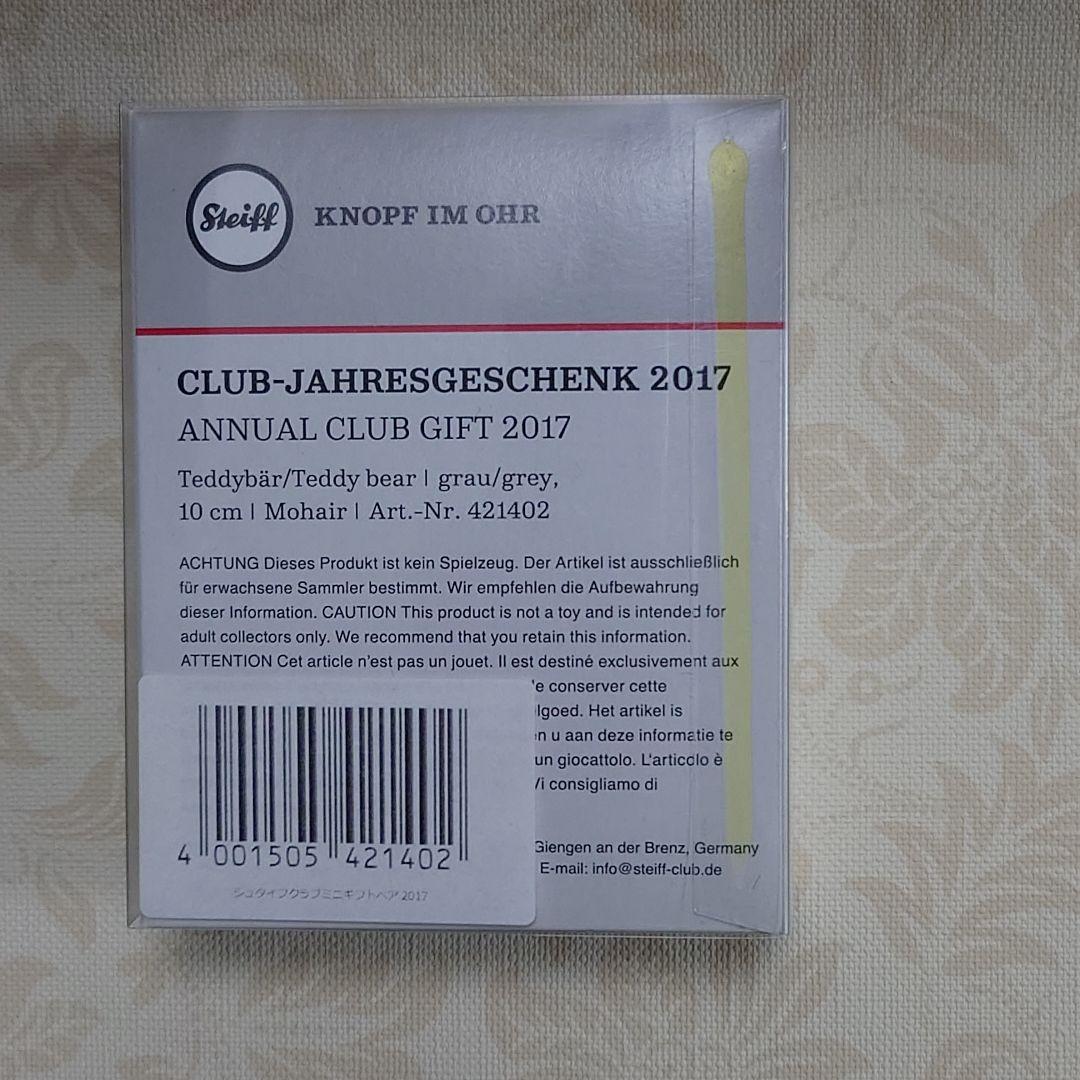 Steiff KNOPF IM OHR
CLUB-JAHRESGESCHENK 2017
ANNUAL CLUB GIFT 2017
Teddybär/Teddy bear | grau/grey,
10 cm | Mohair | Art.-Nr. 421402
ACHTUNG Dieses Produkt ist kein Spielzeug. Der Artikel ist ausschließlich
für erwachsene Sammler bestimmt. Wir empfehlen die Aufbewahrung
dieser Information. CAUTION This product is not a toy and is intended for
adult collectors only. We recommend that you retain this information.
ATTENTION Cet article n'est pas un jouet. Il est destiné exclusivement aux
conserver cette
lgoed. Het artikel is
n u aan deze informatie te
un giocattolo. L'articolo è
Vi consigliamo di
Giengen an der Brenz, Germany
E-mail: info@steiff-club.de
4 001505 421402
シュタイフクラブミニギフトベア2017